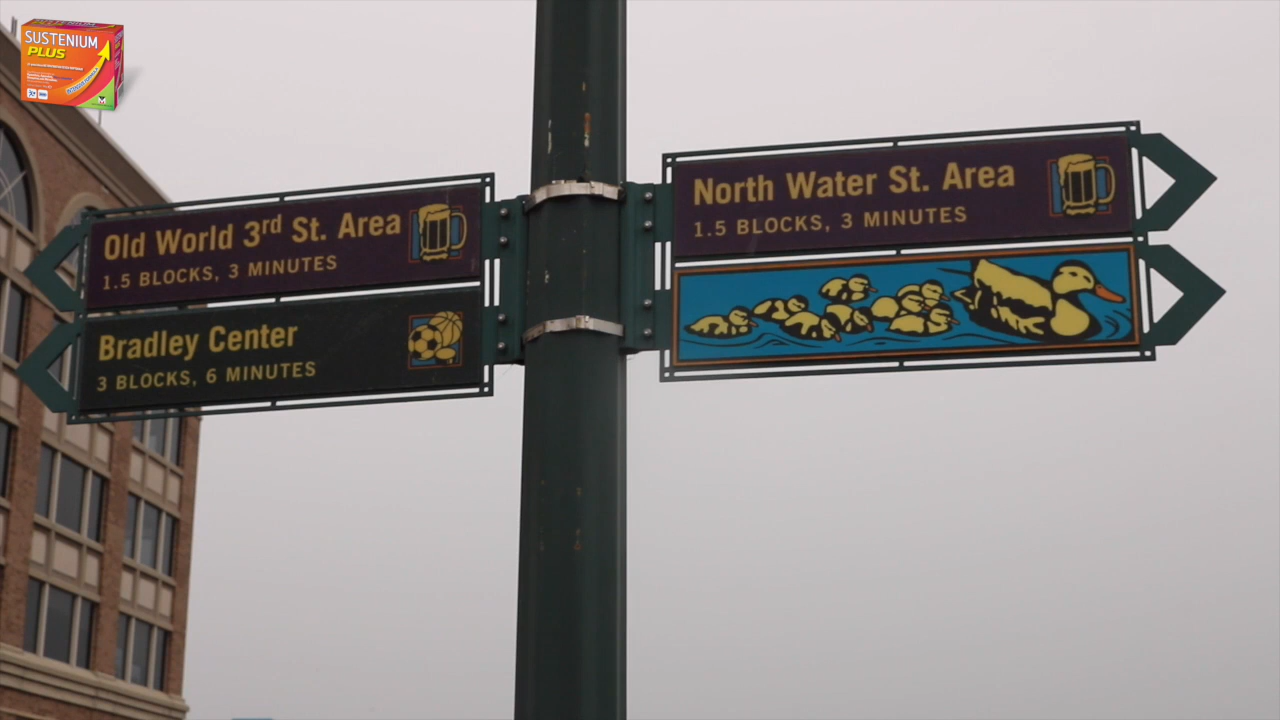 SUSTENIUM
PLUS
Old World 3rd St. Area
1.5 BLOCKS, 3 MINUTES
Bradley Center
3 BLOCKS, 6 MINUTES
North Water St. Area
1.5 BLOCKS, 3 MINUTES